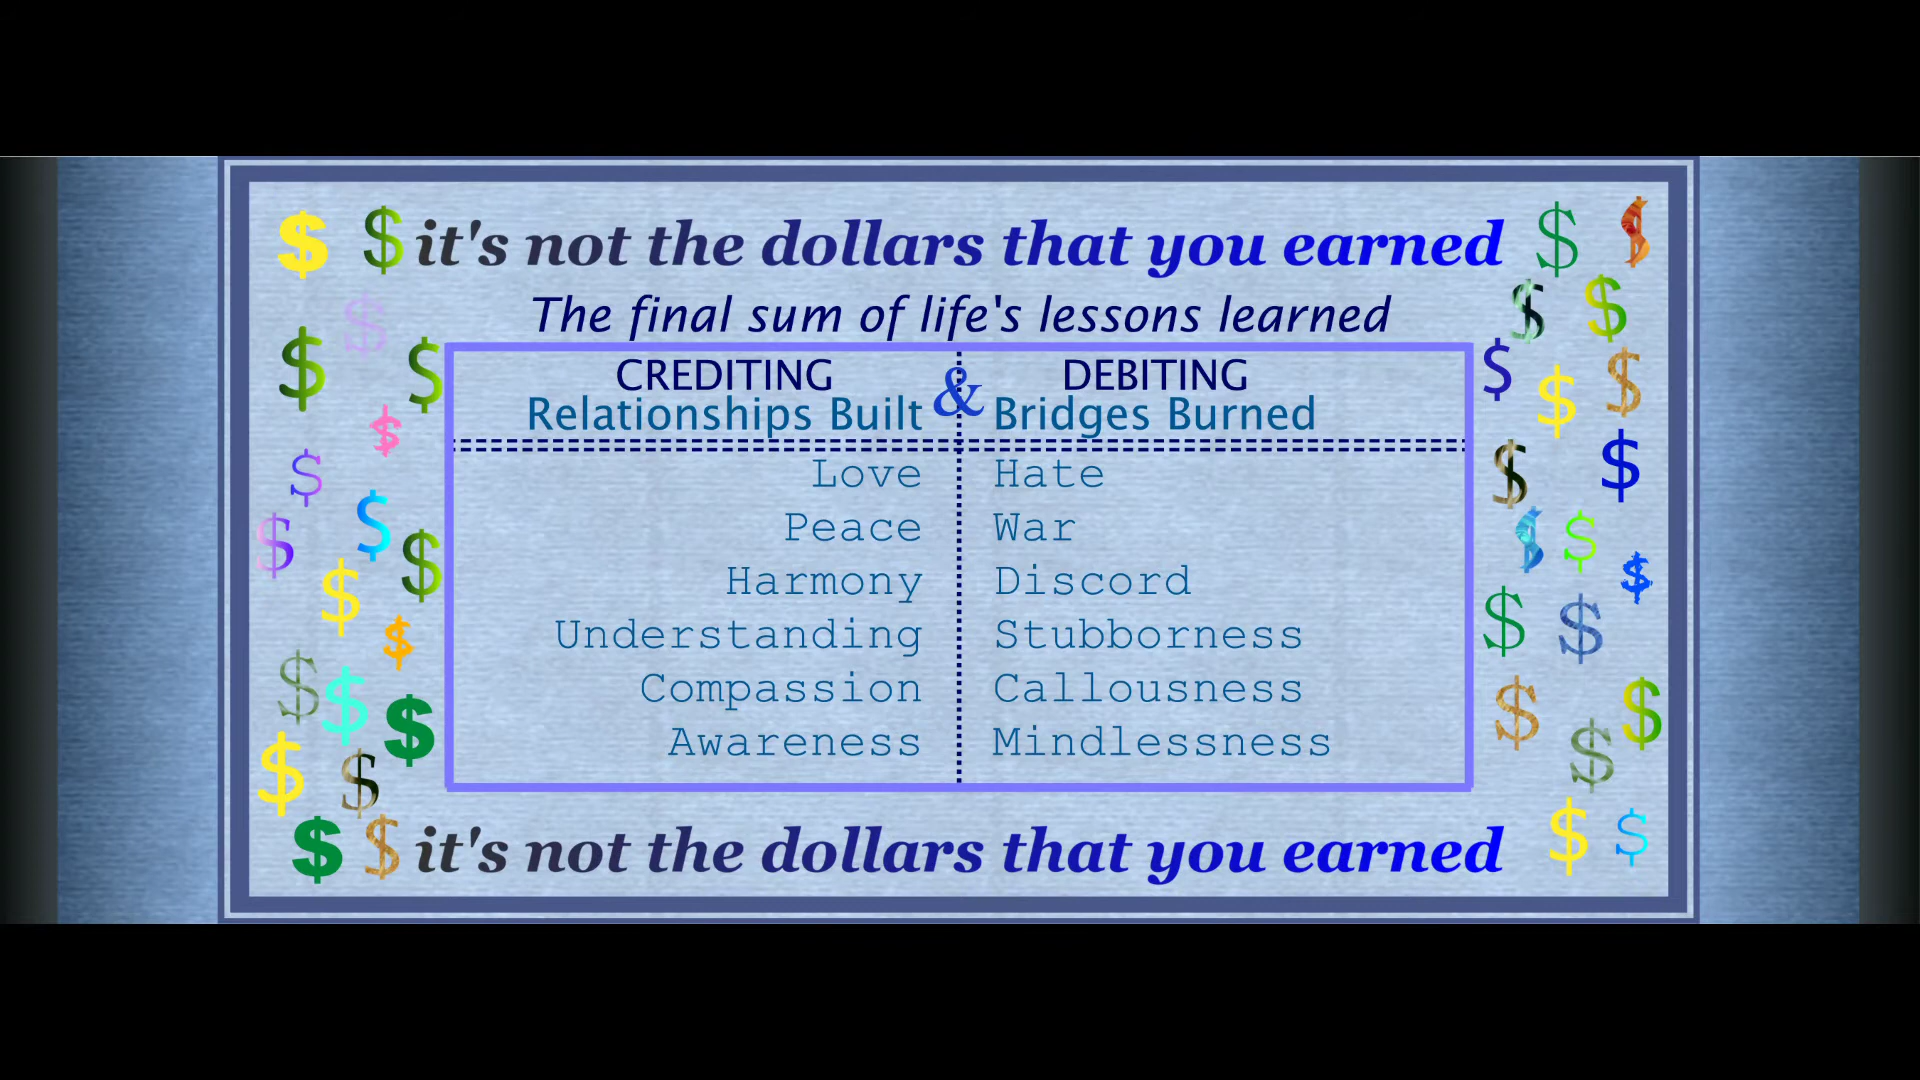 it's not the dollars that you earned
The final sum of life's lessons learned
CREDITING & DEBITING
Relationships Built Bridges Burned
Love Hate
Peace War
Harmony Discord
Understanding Stubborness
Compassion Callousness
Awareness Mindlessness
it's not the dollars that you earned